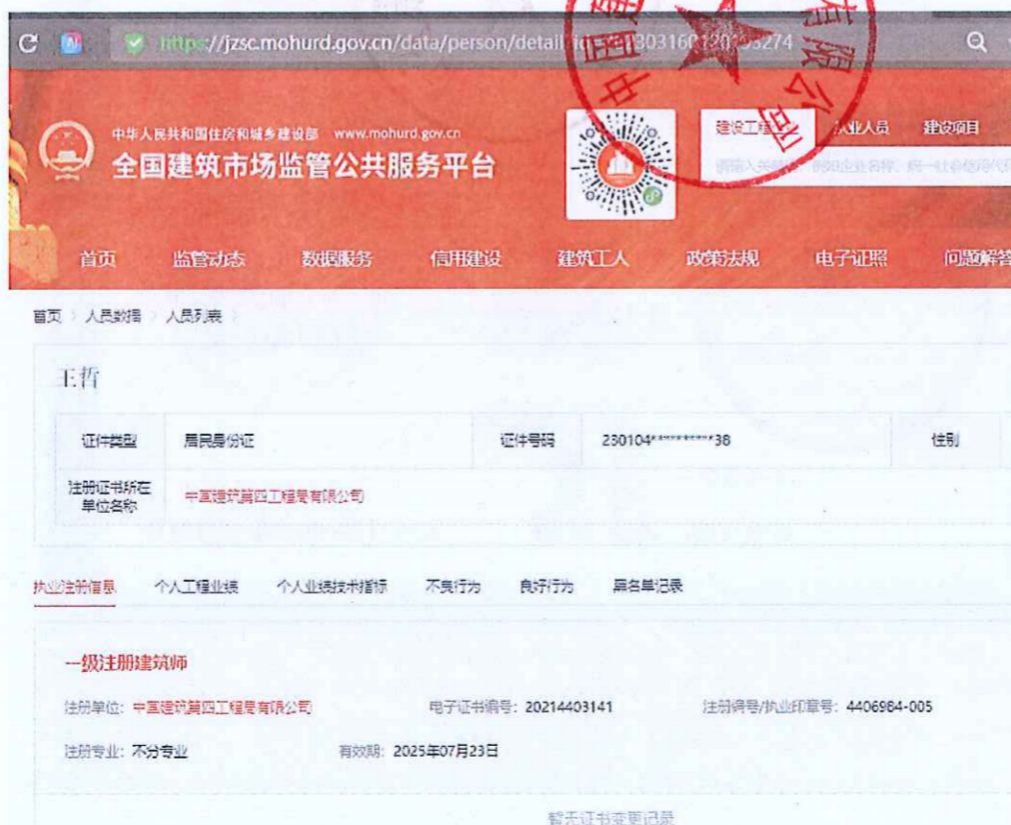 https://jzsc.mohurd.gov.cn/data/person/detail
中国建
有限公司
中华人民共和国住房和城乡建设部 www.mohurd.gov.cn
全国建筑市场监管公共服务平台
建设工程 执业人员 建设项目
首页 监管动态 数据服务 信用建设 建筑工人 政策法规 电子证照 问题解答
首页 > 人员数据 > 人员列表 >
王哲
证件类型 居民身份证 证件号码 230104**********38 性别
注册证书所在
单位名称 中国建筑第四工程局有限公司
执业注册信息 个人工程业绩 个人业绩技术指标 不良行为 良好行为 黑名单记录
一级注册建筑师
注册单位: 中国建筑第四工程局有限公司 电子证书编号: 20214403141 注册编号/执业印章号: 4406984-005
注册专业: 不分专业 有效期: 2025年07月23日
暂无证书变更记录